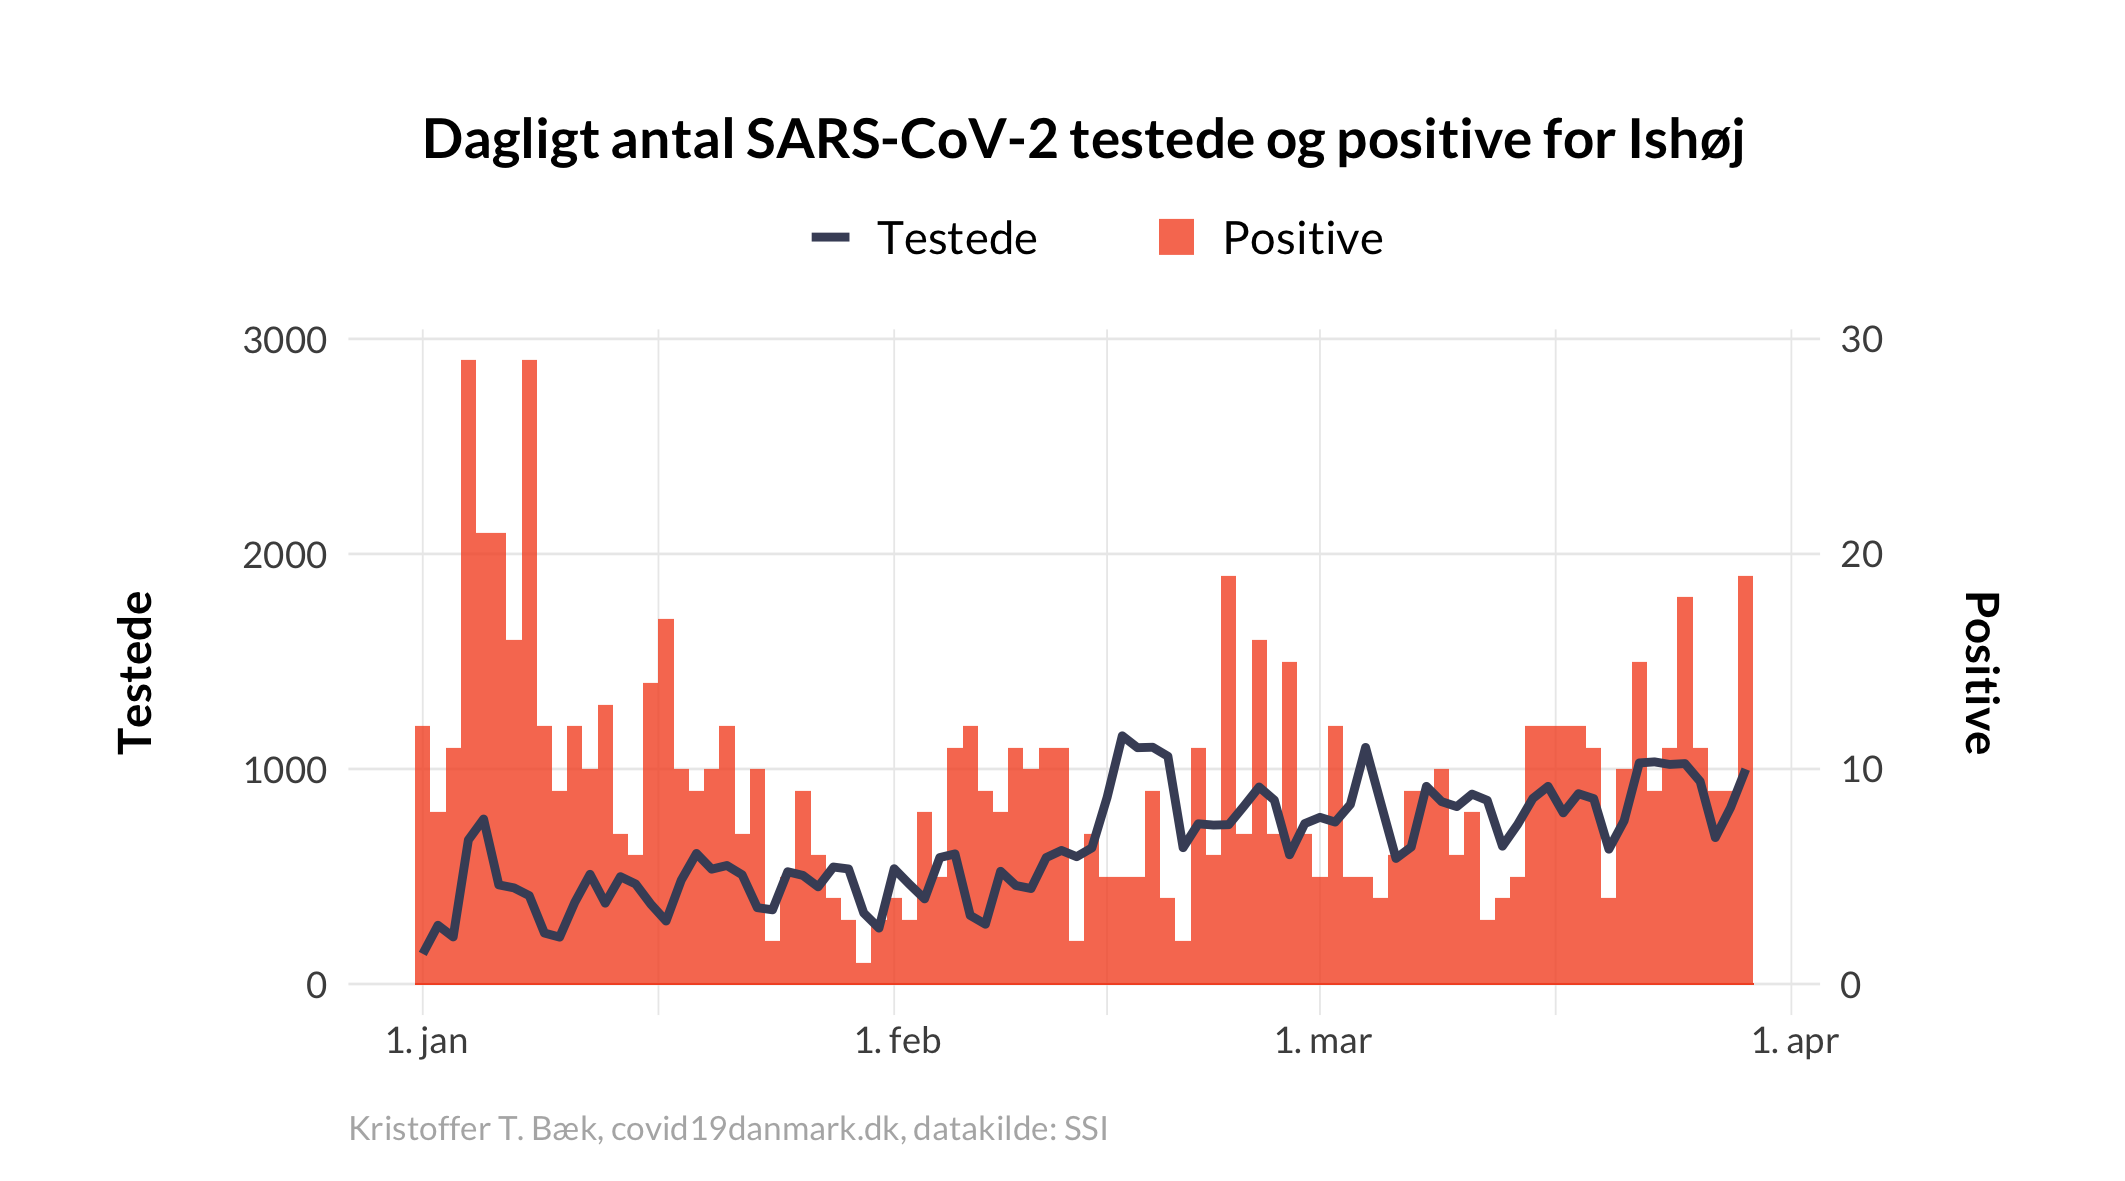 Dagligt antal SARS-CoV-2 testede og positive for Ishøj
Testede Positive
3000 30
2000 20
1000 10
0 0
Testede
Positive
1. jan 1. feb 1. mar 1. apr
Kristoffer T. Bæk, covid19danmark.dk, datakilde: SSI